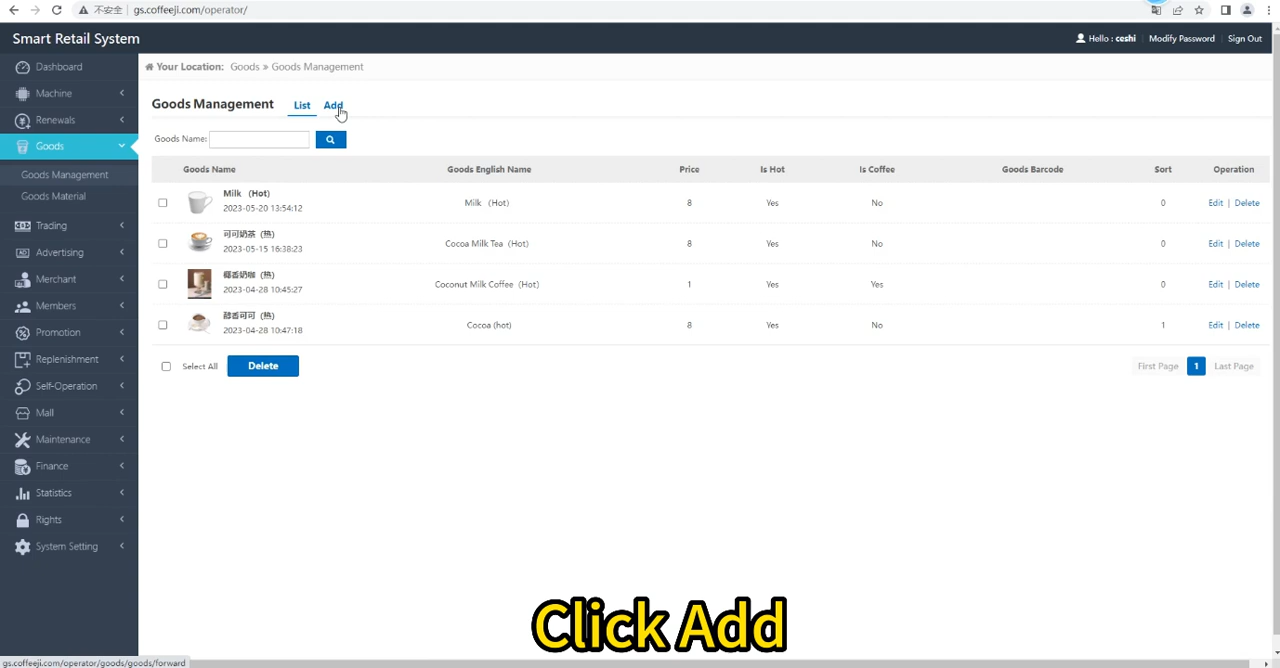 不安全 gs.coffeeji.com/operator/
Smart Retail System
Hello : ceshi Modify Password Sign Out
Dashboard
Machine
Renewals
Goods
Goods Management
Goods Material
Trading
Advertising
Merchant
Members
Promotion
Replenishment
Self-Operation
Mall
Maintenance
Finance
Statistics
Rights
System Setting
Your Location: Goods » Goods Management
Goods Management List Add
Goods Name:
Goods Name Goods English Name Price Is Hot Is Coffee Goods Barcode Sort Operation
Milk （Hot)
2023-05-20 13:54:12
Milk （Hot) 8 Yes No 0 Edit | Delete
可可奶茶 (热)
2023-05-15 16:38:23
Cocoa Milk Tea (Hot) 8 Yes No 0 Edit | Delete
椰香奶咖 (热)
2023-04-28 10:45:27
Coconut Milk Coffee (Hot) 1 Yes Yes 0 Edit | Delete
醇香可可 (热)
2023-04-28 10:47:18
Cocoa (hot) 8 Yes No 1 Edit | Delete
Select All Delete First Page 1 Last Page
Click Add
gs.coffeeji.com/operator/goods/goods/forward